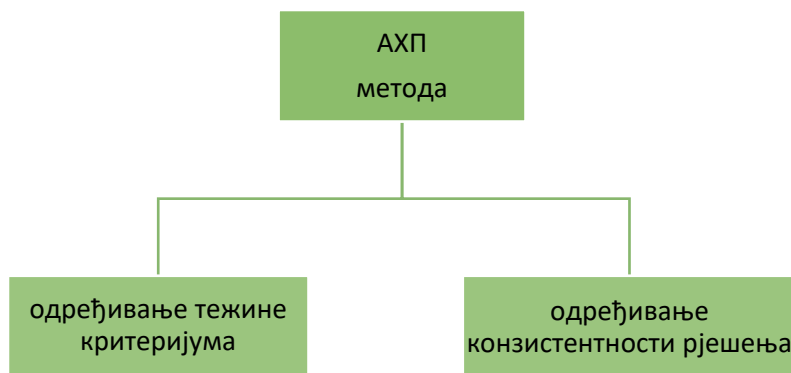 АХП
метода
одређивање тежине
критеријума
одређивање
конзистентности рјешења